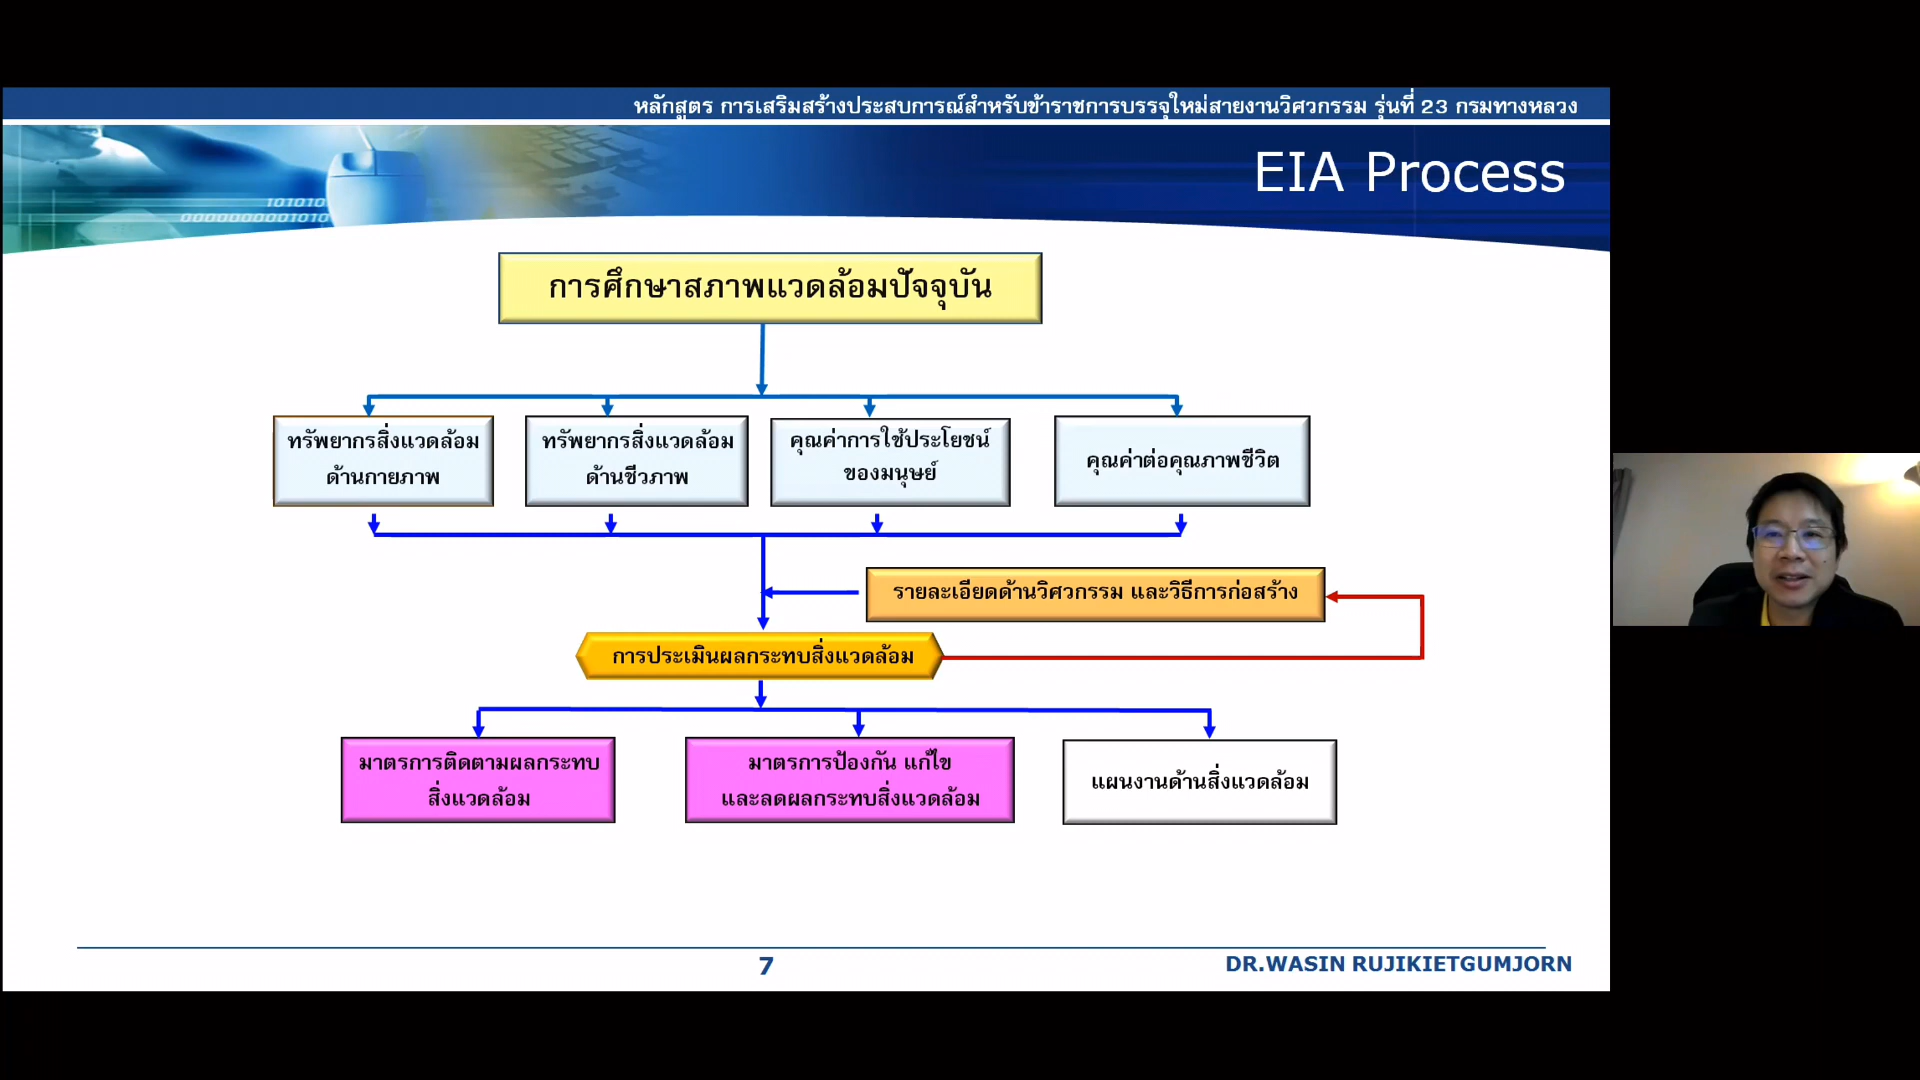 หลักสูตร การเสริมสร้างประสบการณ์สำหรับข้าราชการบรรจุใหม่สายงานวิศวกรรม รุ่นที่ 23 กรมทางหลวง
EIA Process
101010
0000000001010
การศึกษาสภาพแวดล้อมปัจจุบัน
ทรัพยากรสิ่งแวดล้อม
ด้านกายภาพ
ทรัพยากรสิ่งแวดล้อม
ด้านชีวภาพ
คุณค่าการใช้ประโยชน์
ของมนุษย์
คุณค่าต่อคุณภาพชีวิต
รายละเอียดด้านวิศวกรรม และวิธีการก่อสร้าง
การประเมินผลกระทบสิ่งแวดล้อม
มาตรการติดตามผลกระทบ
สิ่งแวดล้อม
มาตรการป้องกัน แก้ไข
และลดผลกระทบสิ่งแวดล้อม
แผนงานด้านสิ่งแวดล้อม
7
DR.WASIN RUJIKIETGUMJORN